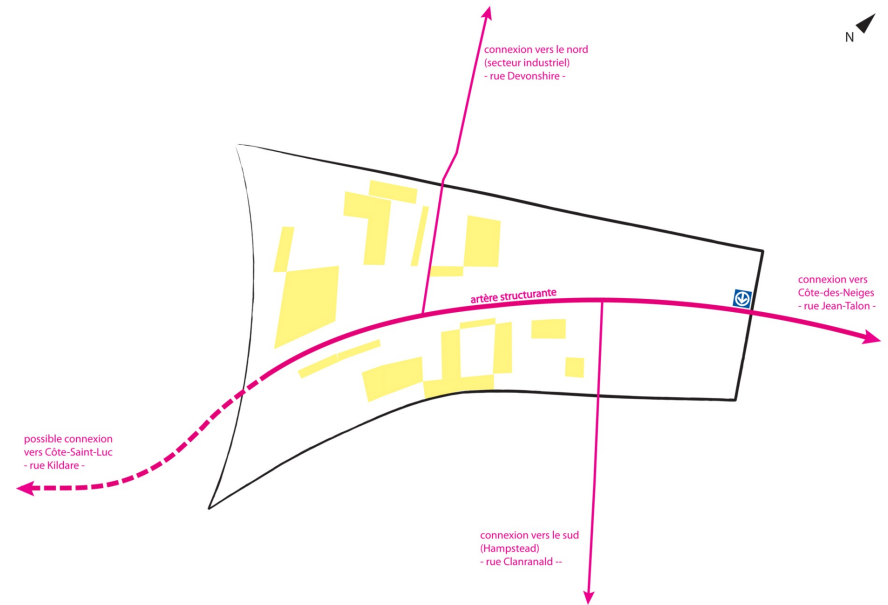 connexion vers le nord
(secteur industriel)
- rue Devonshire -
N
artère structurante
connexion vers
Côte-des-Neiges
- rue Jean-Talon -
possible connexion
vers Côte-Saint-Luc
- rue Kildare -
connexion vers le sud
(Hampstead)
- rue Clanranald --